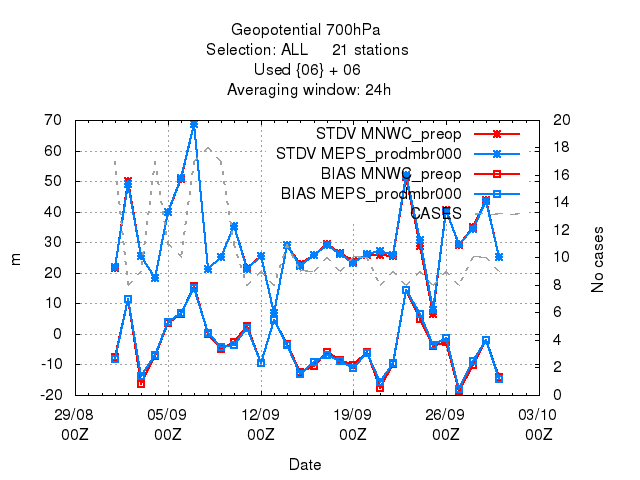 Geopotential 700hPa
Selection: ALL 21 stations
Used {06} + 06
Averaging window: 24h
STDV MNWC_preop
STDV MEPS_prodmbr000
BIAS MNWC_preop
BIAS MEPS_prodmbr000
CASES
70
60
50
40
30
20
10
0
-10
-20
m
20
18
16
14
12
10
8
6
4
2
0
No cases
29/08 05/09 12/09 19/09 26/09 03/10
00Z 00Z 00Z 00Z 00Z 00Z
Date